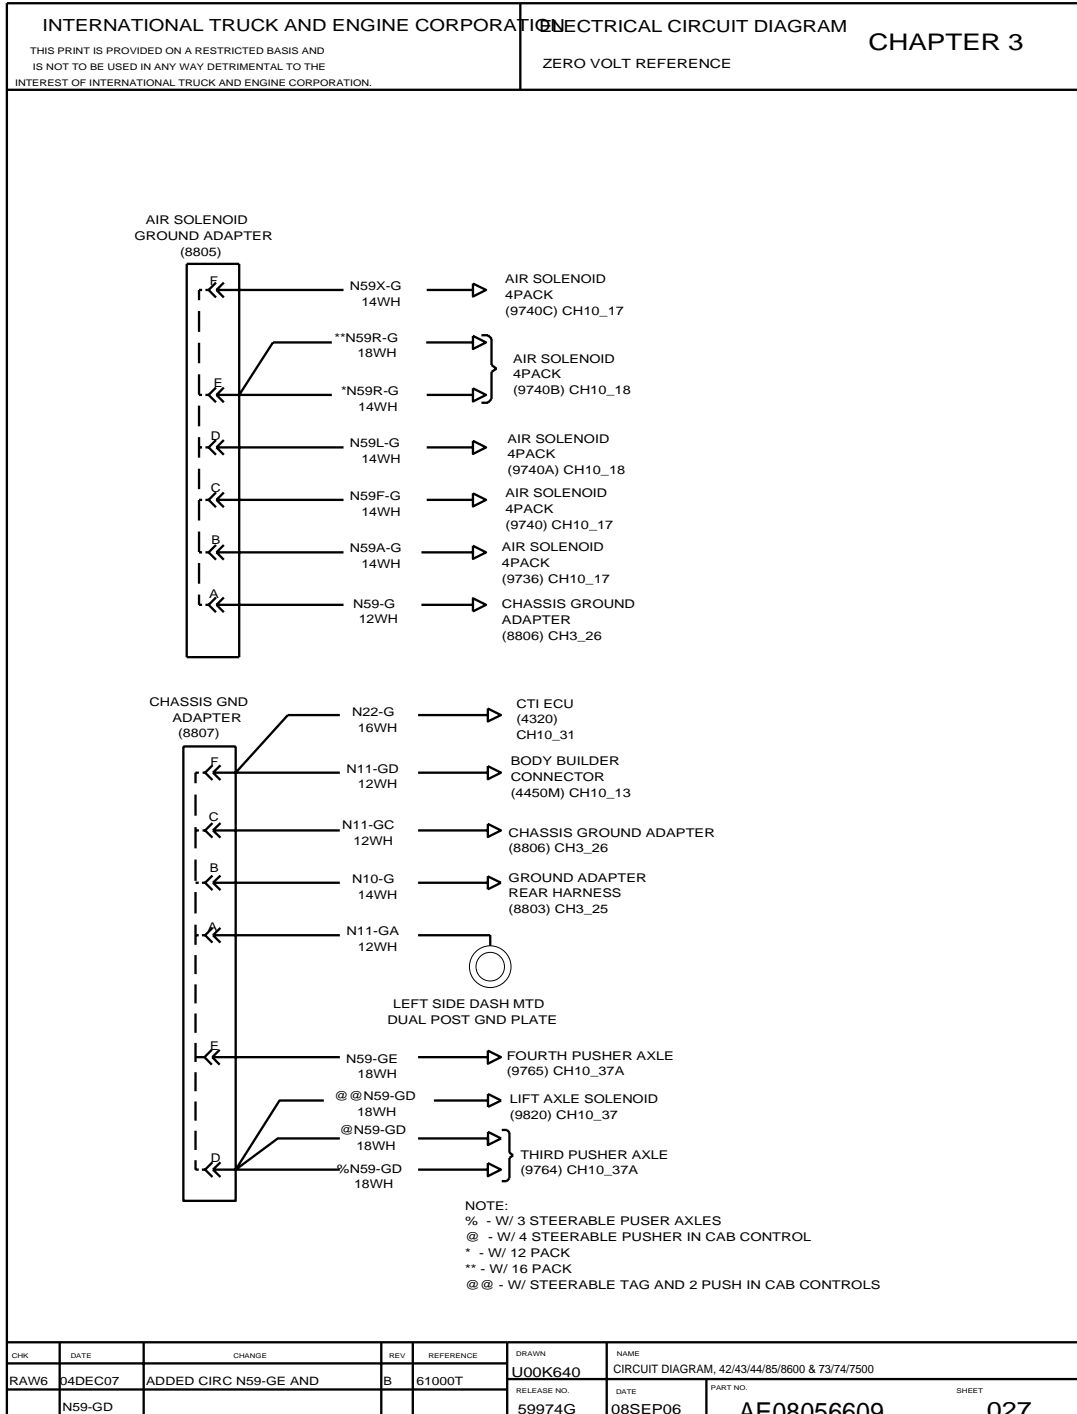 INTERNATIONAL TRUCK AND ENGINE CORPORATION
THIS PRINT IS PROVIDED ON A RESTRICTED BASIS AND
IS NOT TO BE USED IN ANY WAY DETRIMENTAL TO THE
INTEREST OF INTERNATIONAL TRUCK AND ENGINE CORPORATION.
ELECTRICAL CIRCUIT DIAGRAM
ZERO VOLT REFERENCE
CHAPTER 3
AIR SOLENOID
GROUND ADAPTER
(8805)
F
N59X-G
14WH
AIR SOLENOID
4PACK
(9740C) CH10_17
**N59R-G
18WH
E
*N59R-G
14WH
AIR SOLENOID
4PACK
(9740B) CH10_18
D
N59L-G
14WH
AIR SOLENOID
4PACK
(9740A) CH10_18
C
N59F-G
14WH
AIR SOLENOID
4PACK
(9740) CH10_17
B
N59A-G
14WH
AIR SOLENOID
4PACK
(9736) CH10_17
A
N59-G
12WH
CHASSIS GROUND
ADAPTER
(8806) CH3_26
CHASSIS GND
ADAPTER
(8807)
N22-G
16WH
CTI ECU
(4320)
CH10_31
F
N11-GD
12WH
BODY BUILDER
CONNECTOR
(4450M) CH10_13
C
N11-GC
12WH
CHASSIS GROUND ADAPTER
(8806) CH3_26
B
N10-G
14WH
GROUND ADAPTER
REAR HARNESS
(8803) CH3_25
A
N11-GA
12WH
LEFT SIDE DASH MTD
DUAL POST GND PLATE
E
N59-GE
18WH
FOURTH PUSHER AXLE
(9765) CH10_37A
@@N59-GD
18WH
LIFT AXLE SOLENOID
(9820) CH10_37
@N59-GD
18WH
D
%N59-GD
18WH
THIRD PUSHER AXLE
(9764) CH10_37A
NOTE:
% - W/ 3 STEERABLE PUSER AXLES
@ - W/ 4 STEERABLE PUSHER IN CAB CONTROL
* - W/ 12 PACK
** - W/ 16 PACK
@@ - W/ STEERABLE TAG AND 2 PUSH IN CAB CONTROLS
CHK DATE CHANGE REV REFERENCE
RAW6 04DEC07 ADDED CIRC N59-GE AND B 61000T
N59-GD
DRAWN
U00K640
NAME
CIRCUIT DIAGRAM, 42/43/44/85/8600 & 73/74/7500
RELEASE NO.
59974G
DATE
08SEP06
PART NO.
AE08056609
SHEET
027